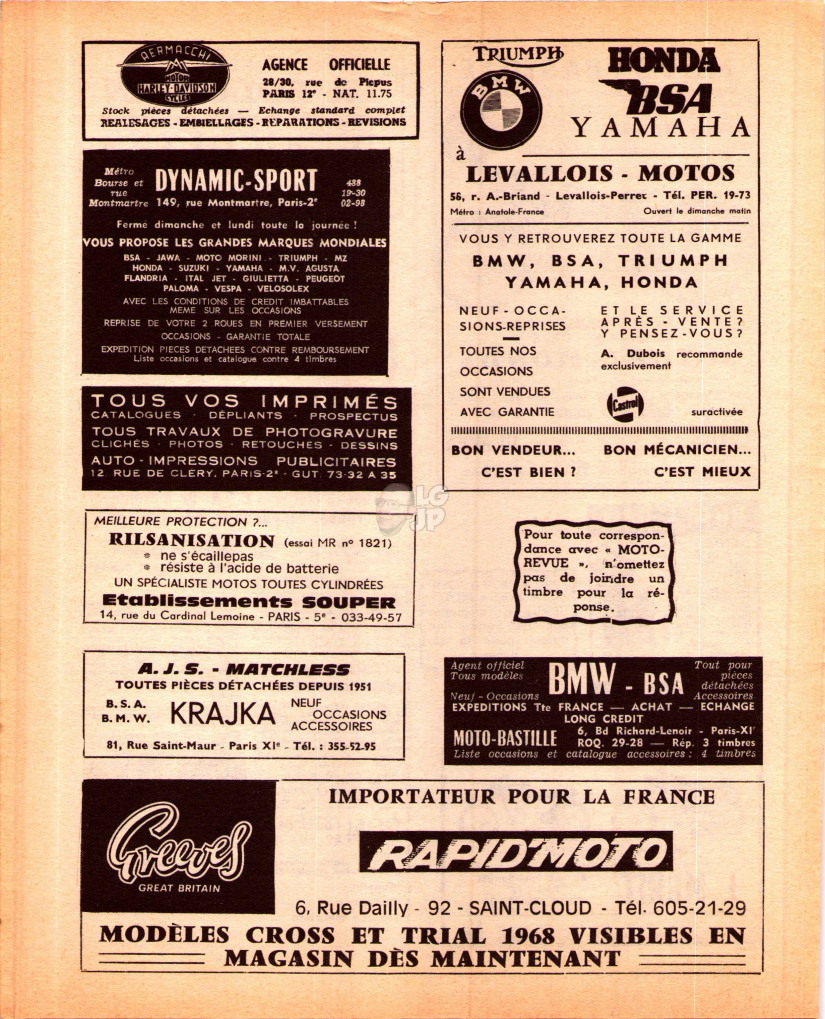 AERMACCHI
MOTOR
HARLEY-DAVIDSON
CYCLES
AGENCE OFFICIELLE
28/30, rue de Picpus
PARIS 12e - NAT. 11.75
Stock pièces détachées — Echange standard complet
REALESAGES - EMBIELLAGES - REPARATIONS - REVISIONS
Métro
Bourse et
rue
Montmartre
DYNAMIC-SPORT
149, rue Montmartre, Paris-2e
488
19-30
02-98
Fermé dimanche et lundi toute la journée !
VOUS PROPOSE LES GRANDES MARQUES MONDIALES
BSA - JAWA - MOTO MORINI - TRIUMPH - MZ
HONDA - SUZUKI - YAMAHA - M.V. AGUSTA
FLANDRIA - ITAL JET - GIULIETTA - PEUGEOT
PALOMA - VESPA - VELOSOLEX
AVEC LES CONDITIONS DE CREDIT IMBATTABLES
MEME SUR LES OCCASIONS
REPRISE DE VOTRE 2 ROUES EN PREMIER VERSEMENT
OCCASIONS - GARANTIE TOTALE
EXPEDITION PIECES DETACHEES CONTRE REMBOURSEMENT
Liste occasions et catalogue contre 4 timbres
TOUS VOS IMPRIMÉS
CATALOGUES - DÉPLIANTS - PROSPECTUS
TOUS TRAVAUX DE PHOTOGRAVURE
CLICHÉS - PHOTOS - RETOUCHES - DESSINS
AUTO-IMPRESSIONS PUBLICITAIRES
12 RUE DE CLÉRY, PARIS-2e - GUT. 73-32 A 35
MEILLEURE PROTECTION ?...
RILSANISATION (essai MR n° 1821)
* ne s'écaillepas
* résiste à l'acide de batterie
UN SPÉCIALISTE MOTOS TOUTES CYLINDRÉES
Etablissements SOUPER
14, rue du Cardinal Lemoine - PARIS - 5e - 033-49-57
A.J.S. - MATCHLESS
TOUTES PIÈCES DÉTACHÉES DEPUIS 1951
B.S.A.
B.M.W.
KRAJKA
NEUF
OCCASIONS
ACCESSOIRES
81, Rue Saint-Maur - Paris XIe - Tél. : 355-52-95
TRIUMPH
HONDA
BMW
BSA
YAMAHA
à
LEVALLOIS - MOTOS
56, r. A.-Briand - Levallois-Perret - Tél. PER. 19-73
Métro : Anatole-France Ouvert le dimanche matin
VOUS Y RETROUVEREZ TOUTE LA GAMME
BMW, BSA, TRIUMPH
YAMAHA, HONDA
NEUF - OCCA-
SIONS-REPRISES
TOUTES NOS
OCCASIONS
SONT VENDUES
AVEC GARANTIE
ET LE SERVICE
APRÈS - VENTE ?
Y PENSEZ-VOUS ?
A. Dubois recommande
exclusivement
Castrol
suractivée
BON VENDEUR...
C'EST BIEN ?
BON MÉCANICIEN...
C'EST MIEUX
LG
JP
Pour toute correspon-
dance avec « MOTO-
REVUE », n'omettez
pas de joindre un
timbre pour la ré-
ponse.
Agent officiel
Tous modèles
Neuf - Occasions
BMW - BSA
Tout pour
pièces
détachées
Accessoires
EXPEDITIONS Tte FRANCE — ACHAT — ECHANGE
LONG CREDIT
MOTO-BASTILLE
6, Bd Richard-Lenoir - Paris-XIe
ROQ. 29-28 — Rép. 3 timbres
Liste occasions et catalogue accessoires : 4 timbres
Greeves
GREAT BRITAIN
IMPORTATEUR POUR LA FRANCE
RAPID'MOTO
6, Rue Dailly - 92 - SAINT-CLOUD - Tél. 605-21-29
MODÈLES CROSS ET TRIAL 1968 VISIBLES EN
MAGASIN DÈS MAINTENANT